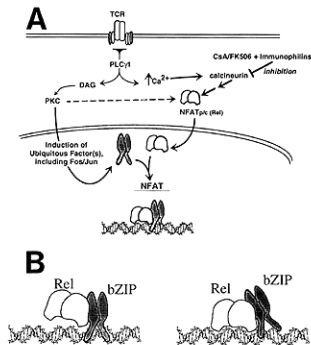 A
TCR
PLCγ1
CsA/FK506 + Immunophilins
DAG
↑Ca2+
calcineurin
inhibition
PKC
NFATp/c (Rel)
Induction of
Ubiquitous Factor(s),
including Fos/Jun
NFAT
B
Rel
bZIP
Rel
bZIP